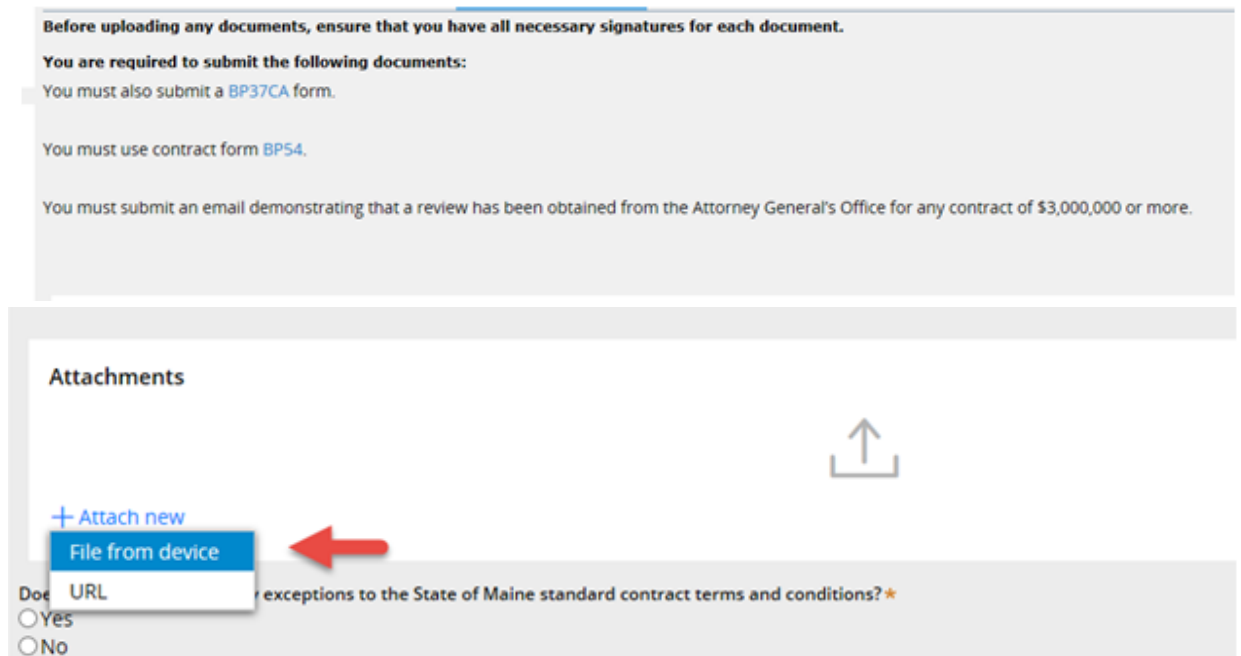 Before uploading any documents, ensure that you have all necessary signatures for each document.
You are required to submit the following documents:
You must also submit a BP37CA form.
You must use contract form BP54.
You must submit an email demonstrating that a review has been obtained from the Attorney General's Office for any contract of $3,000,000 or more.
Attachments
+ Attach new
File from device
URL
exceptions to the State of Maine standard contract terms and conditions?*
Yes
No